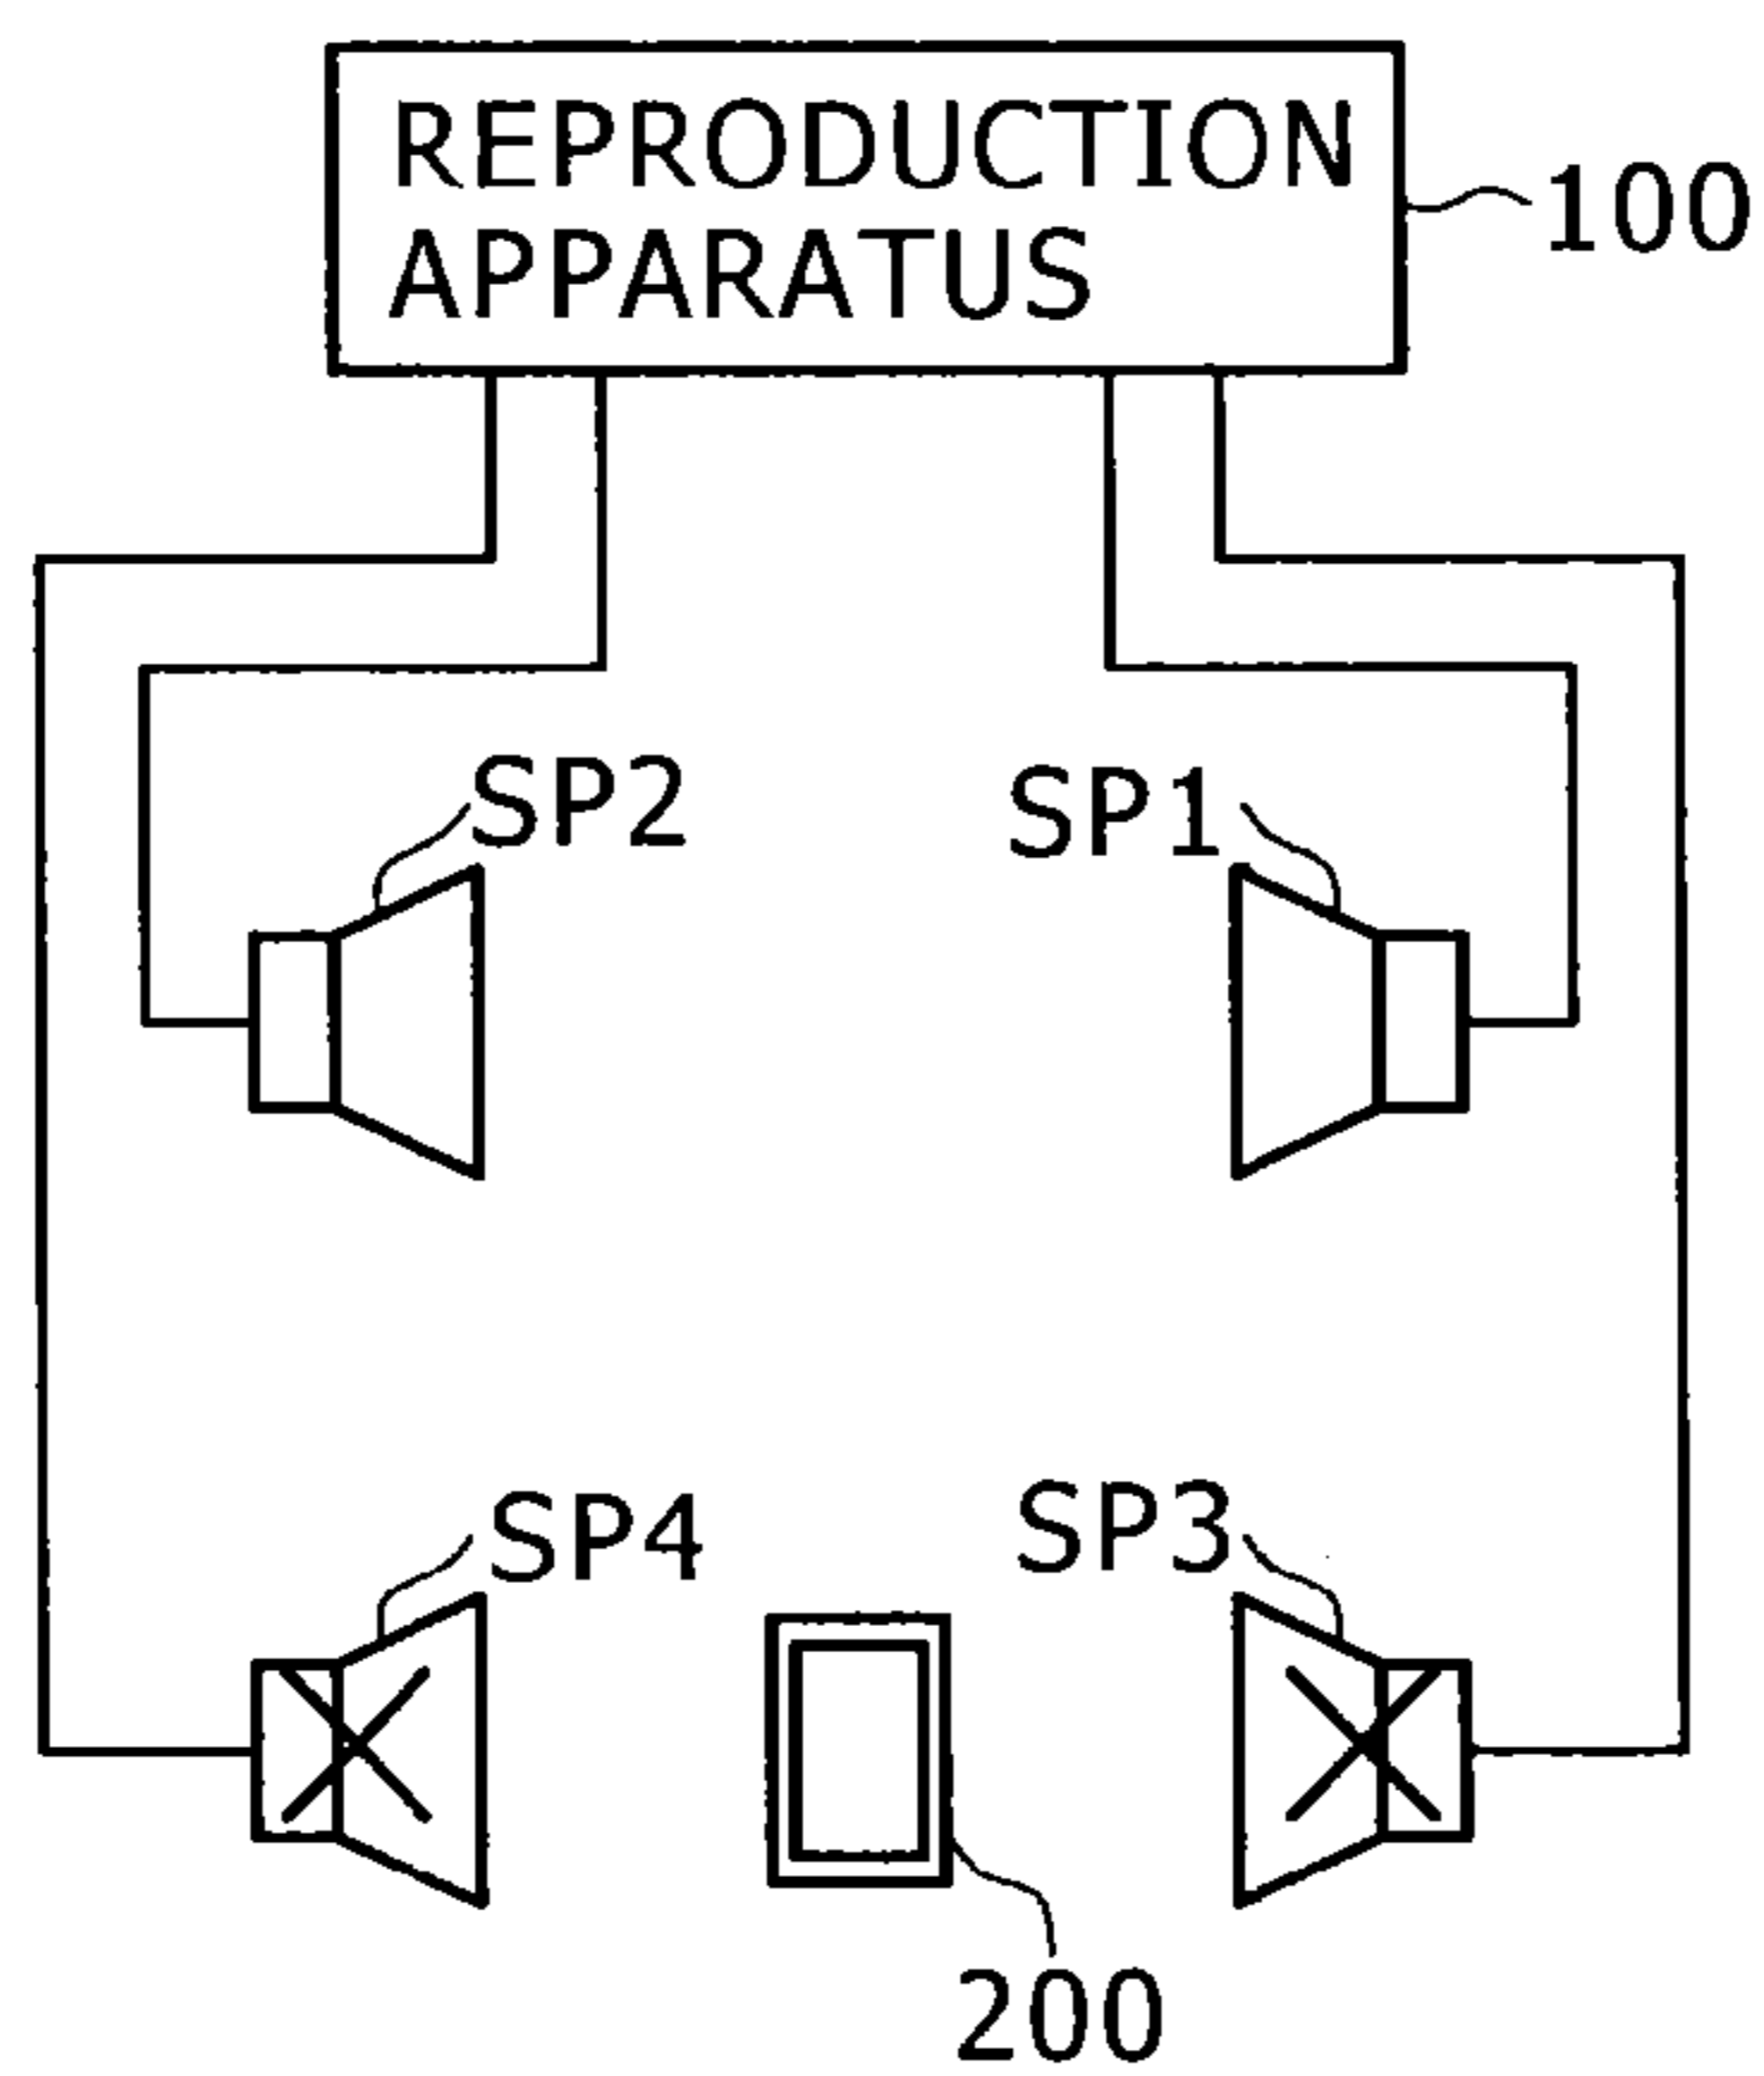 REPRODUCTION
APPARATUS
100
SP2
SP1
SP4
SP3
200